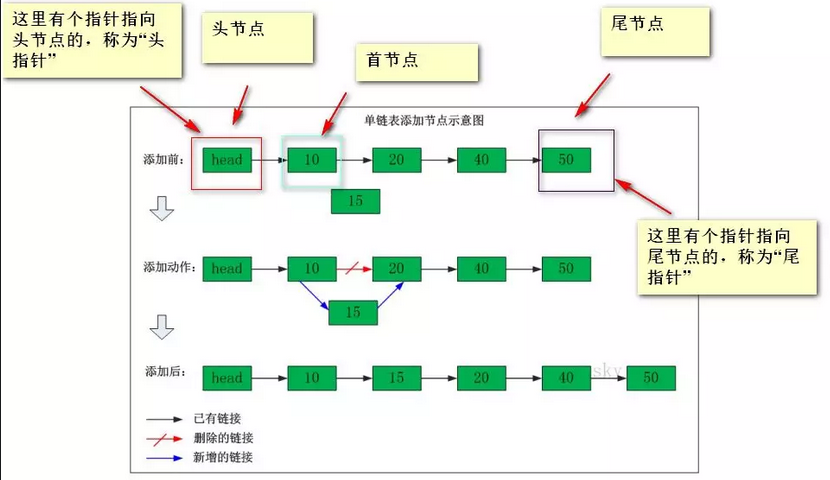 这里有个指针指向
头节点的，称为“头
指针”
头节点
首节点
尾节点
单链表添加节点示意图
添加前：
head
10
20
40
50
15
这里有个指针指向
尾节点的，称为“尾
指针”
添加动作：
head
10
20
40
50
15
添加后：
head
10
15
20
40
50
sky
已有链接
删除的链接
新增的链接